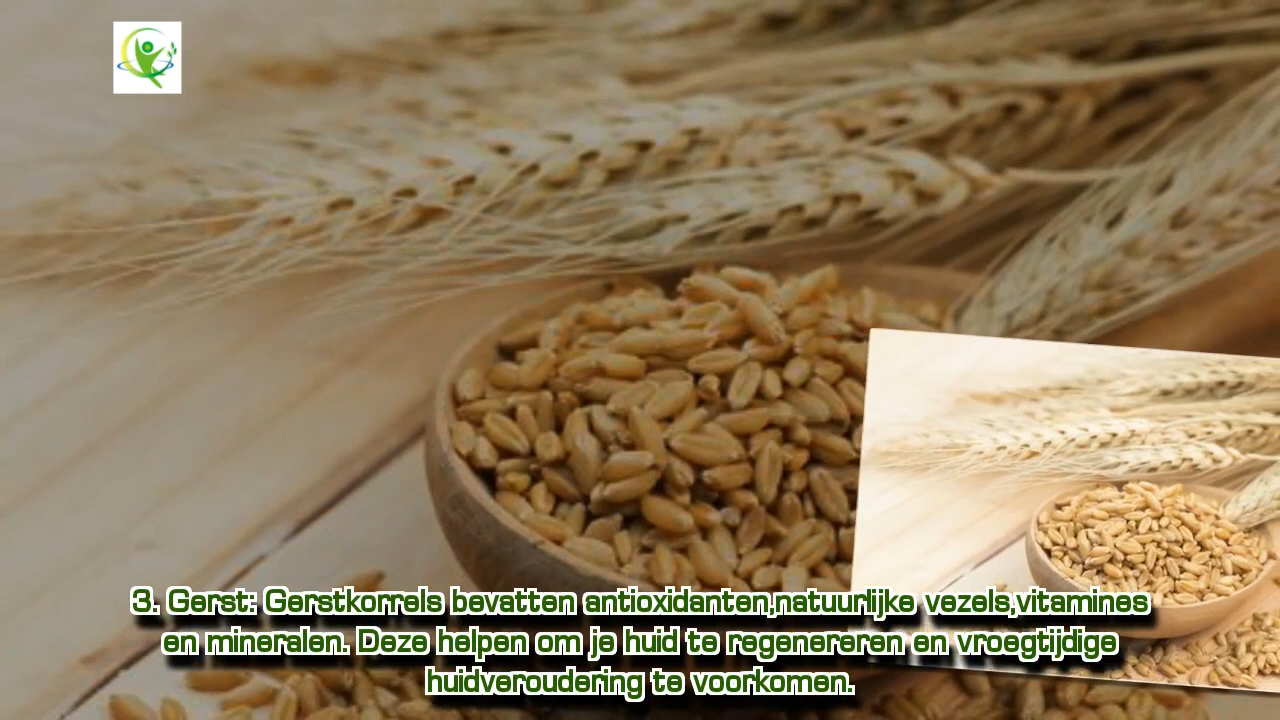 3. Gerst: Gerstkorrels bevatten antioxidanten,natuurlijke vezels,vitamines
en mineralen. Deze helpen om je huid te regenereren en vroegtijdige
huidveroudering te voorkomen.